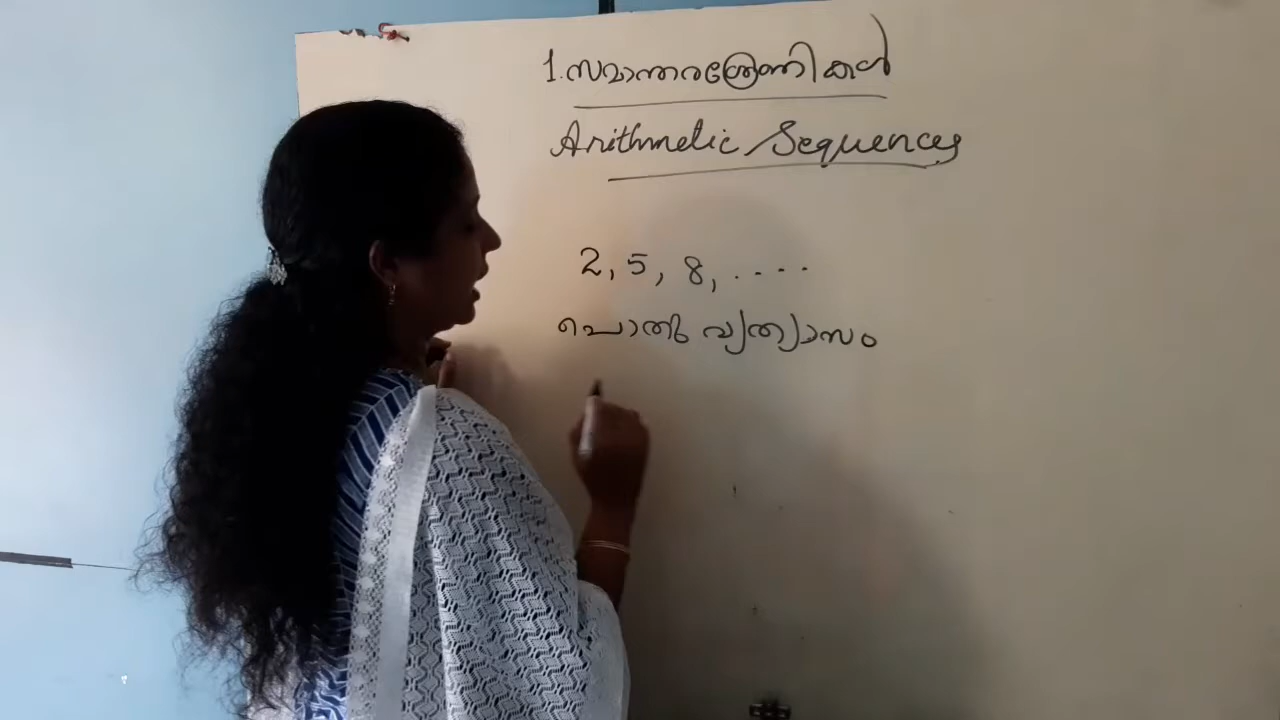 1. സമാന്തരശ്രേണികൾ
Arithmetic Sequences
2, 5, 8, ....
പൊതു വ്യത്യാസം